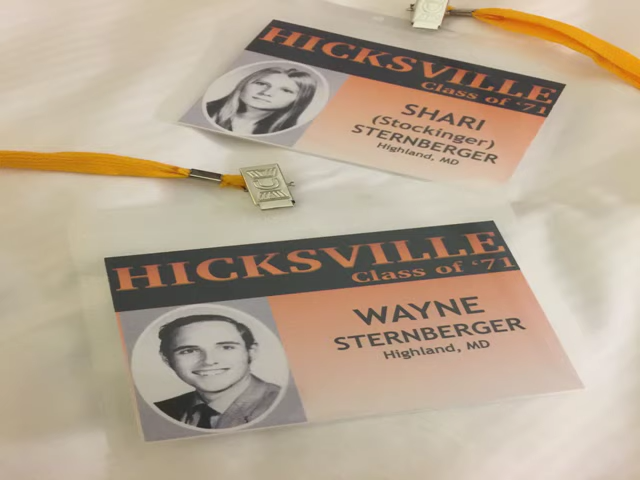 HICKSVILLE
Class of '71
SHARI
(Stockinger)
STERNBERGER
Highland, MD
HICKSVILLE
Class of '71
WAYNE
STERNBERGER
Highland, MD